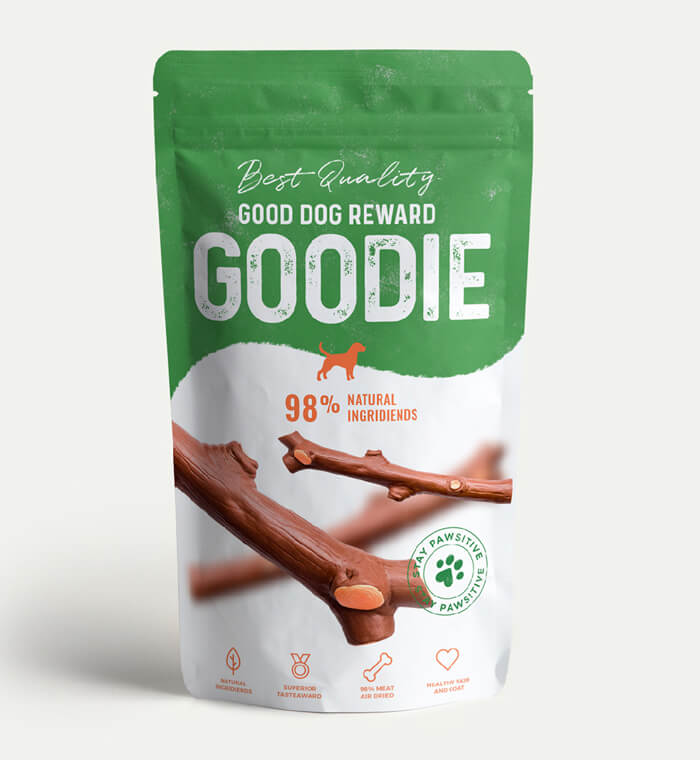 Best Quality
GOOD DOG REWARD
GOODIE
98% NATURAL
INGRIDIENDS
STAY PAWSITIVE
STAY PAWSITIVE
NATURAL
INGRIDIENDS
SUPERIOR
TASTEAWARD
98% MEAT
AIR DRIED
HEALTHY SKIN
AND COAT